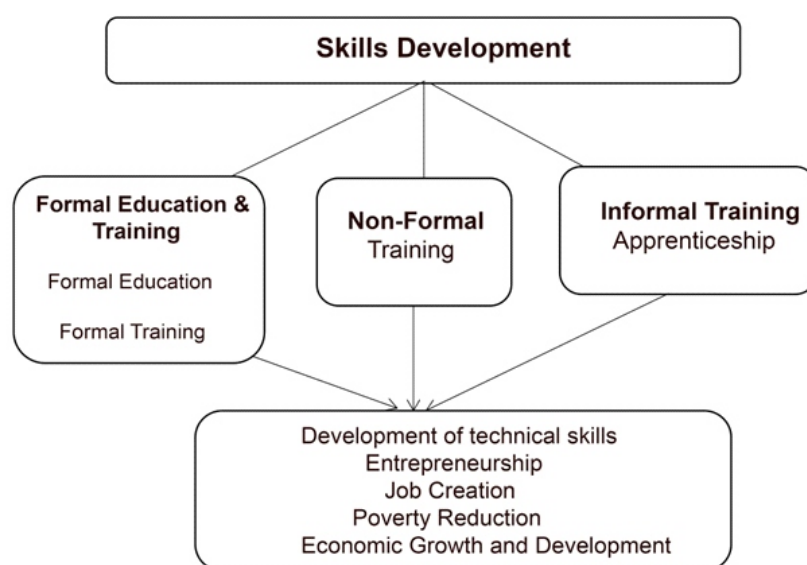 Skills Development
Formal Education &
Training
Formal Education
Formal Training
Non-Formal
Training
Informal Training
Apprenticeship
Development of technical skills
Entrepreneurship
Job Creation
Poverty Reduction
Economic Growth and Development